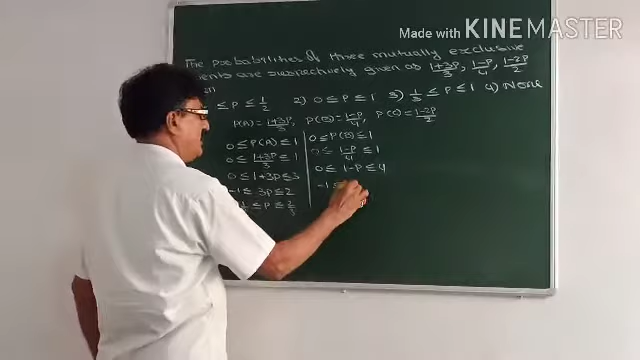 Made with KINEMASTER
The probabilities of three mutually exclusive
are respectively given as 1+3P/3, 1-P/4, 1-2P/2
≤ P ≤ 1/2 2) 0 ≤ P ≤ 1 3) 1/3 ≤ P ≤ 1 4) None
P(A) = 1+3P/3, P(B) = 1-P/4, P(C) = 1-2P/2
0 ≤ P(A) ≤ 1
0 ≤ 1+3P/3 ≤ 1
0 ≤ 1+3P ≤ 3
-1 ≤ 3P ≤ 2
≤ P ≤ 2/3
0 ≤ P(B) ≤ 1
0 ≤ 1-P/4 ≤ 1
0 ≤ 1-P ≤ 4
-1 ≤